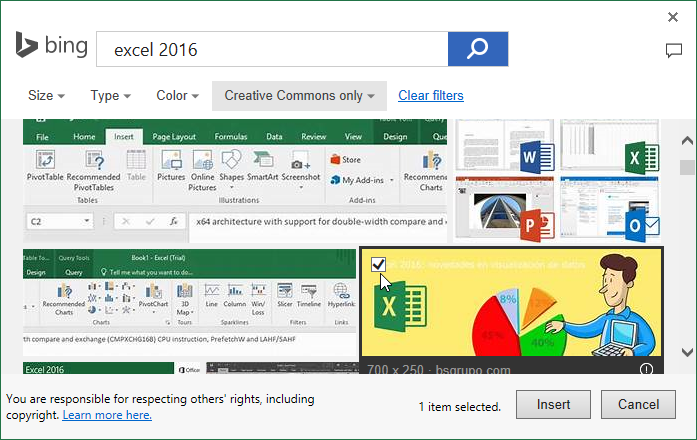 bing
excel 2016
Size Type Color Creative Commons only Clear filters
File Home Insert Page Layout Formulas Data Review View Design Query
PivotTable Recommended PivotTables Table Pictures Online Pictures Shapes SmartArt Screenshot Store My Add-ins Recommended Charts
Tables Illustrations Add-ins
C2 fx x64 architecture with support for double-width compare and
W X
P O
Table To... Query Tools Book1 - Excel (Trial)
Design Query Tell me what you want to do...
Recommended Charts PivotChart 3D Map Line Column Win/Loss Slicer Timeline Hyperlink
Charts Tours Sparklines Filters Links
th compare and exchange (CMPXCHG16B) CPU instruction, PrefetchW and LAHF/SAHF
Excel 2016 Office
2016: novedades en visualización de datos
X
8% 12%
45% 40%
700 x 250 · bsgrupo.com
You are responsible for respecting others' rights, including
copyright. Learn more here.
1 item selected.
Insert Cancel